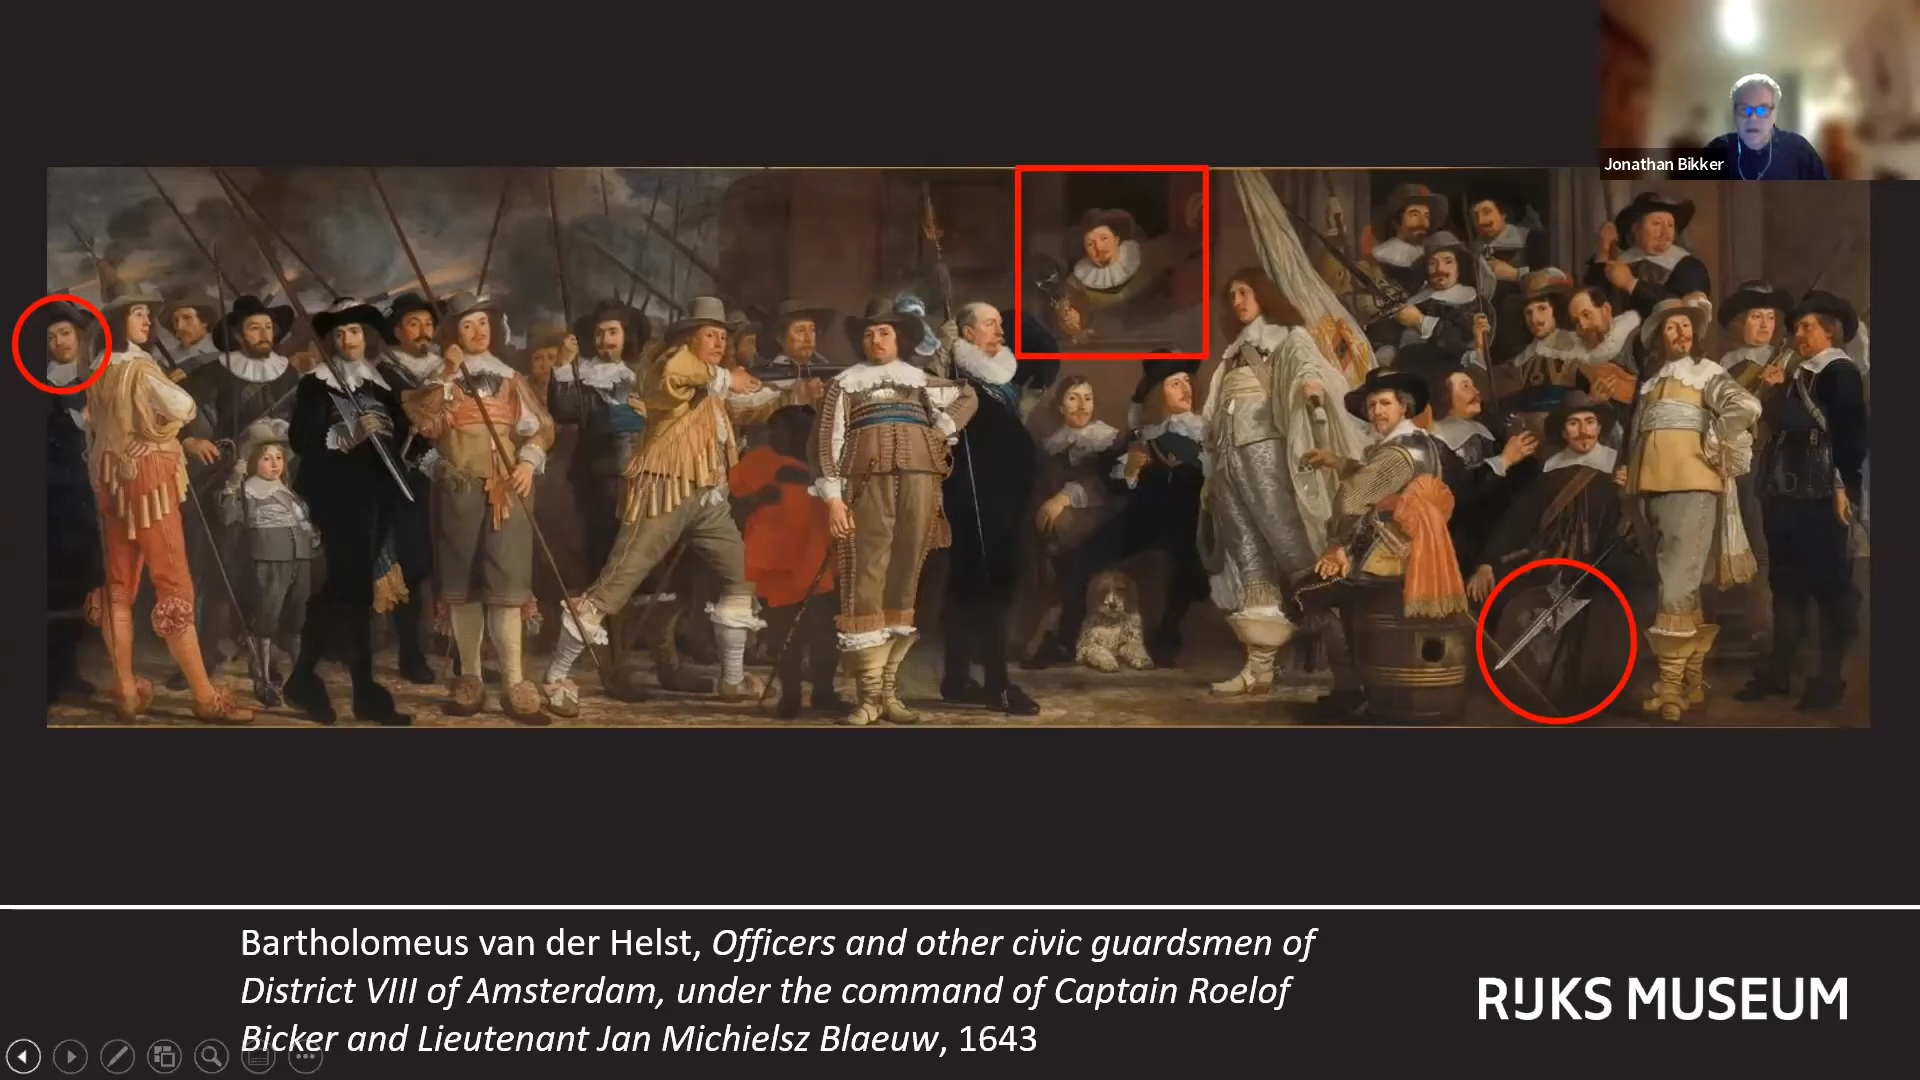 Jonathan Bikker
Bartholomeus van der Helst, Officers and other civic guardsmen of
District VIII of Amsterdam, under the command of Captain Roelof
Bicker and Lieutenant Jan Michielsz Blaeuw, 1643
RIJKS MUSEUM